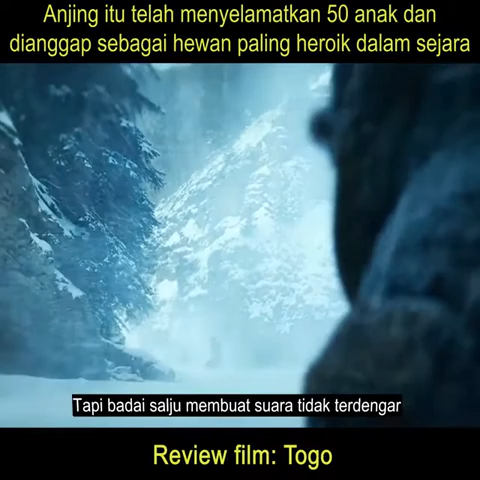 Anjing itu telah menyelamatkan 50 anak dan
dianggap sebagai hewan paling heroik dalam sejara
Tapi badai salju membuat suara tidak terdengar
Review film: Togo